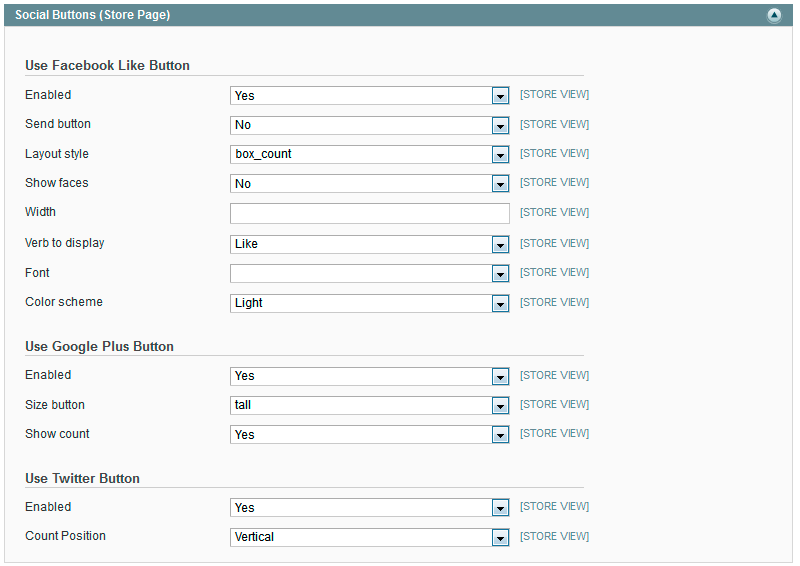 Social Buttons (Store Page)
Use Facebook Like Button
Enabled Yes [STORE VIEW]
Send button No [STORE VIEW]
Layout style box_count [STORE VIEW]
Show faces No [STORE VIEW]
Width [STORE VIEW]
Verb to display Like [STORE VIEW]
Font [STORE VIEW]
Color scheme Light [STORE VIEW]
Use Google Plus Button
Enabled Yes [STORE VIEW]
Size button tall [STORE VIEW]
Show count Yes [STORE VIEW]
Use Twitter Button
Enabled Yes [STORE VIEW]
Count Position Vertical [STORE VIEW]